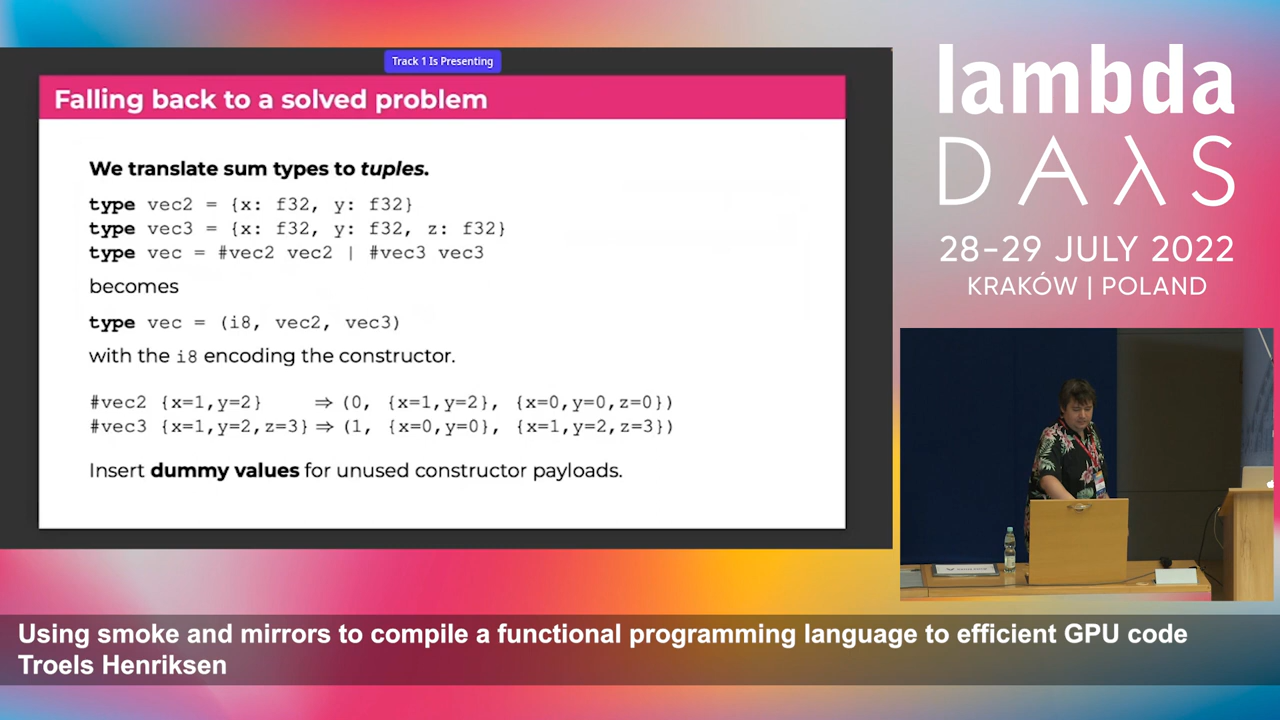 Track 1 Is Presenting
Falling back to a solved problem
We translate sum types to tuples.
type vec2 = {x: f32, y: f32}
type vec3 = {x: f32, y: f32, z: f32}
type vec = #vec2 vec2 | #vec3 vec3
becomes
type vec = (i8, vec2, vec3)
with the i8 encoding the constructor.
#vec2 {x=1,y=2} ⇒ (0, {x=1,y=2}, {x=0,y=0,z=0})
#vec3 {x=1,y=2,z=3} ⇒ (1, {x=0,y=0}, {x=1,y=2,z=3})
Insert dummy values for unused constructor payloads.
lambda
DAλS
28–29 JULY 2022
KRAKÓW | POLAND
Using smoke and mirrors to compile a functional programming language to efficient GPU code
Troels Henriksen